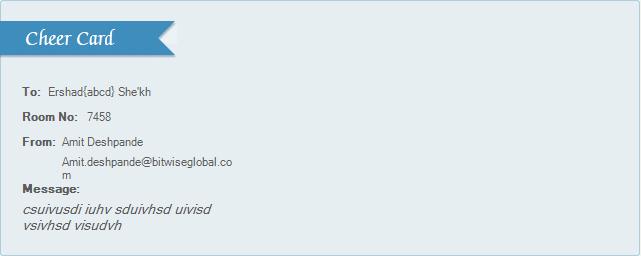 Cheer Card
To: Ershad{abcd} She'kh
Room No: 7458
From: Amit Deshpande
Amit.deshpande@bitwiseglobal.co
m
Message:
csuivusdi iuhv sduivhsd uivisd
vsivhsd visudvh